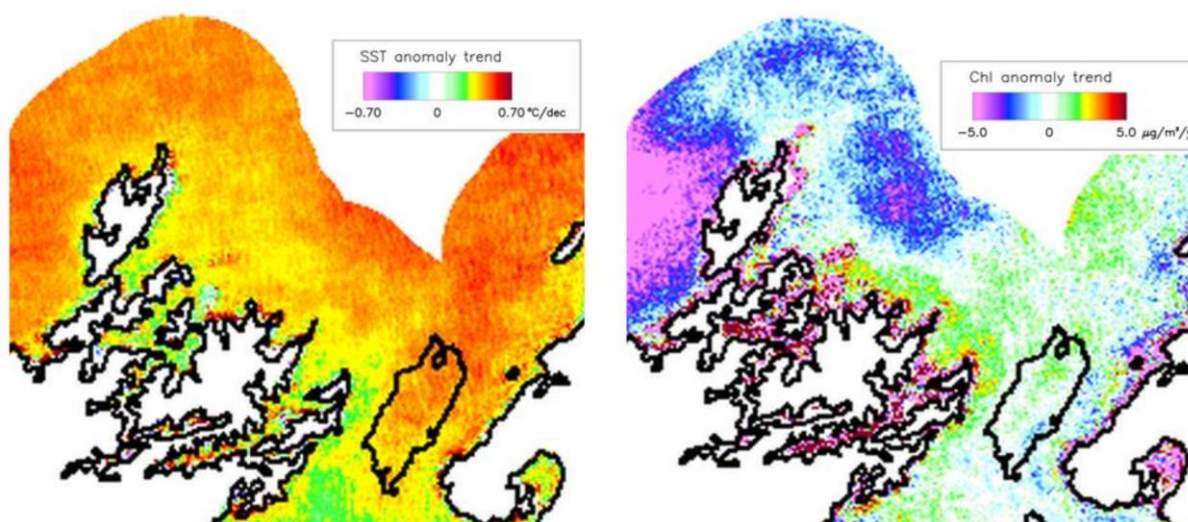 SST anomaly trend
−0.70 0 0.70 °C/dec
Chl anomaly trend
−5.0 0 5.0 µg/m³/y